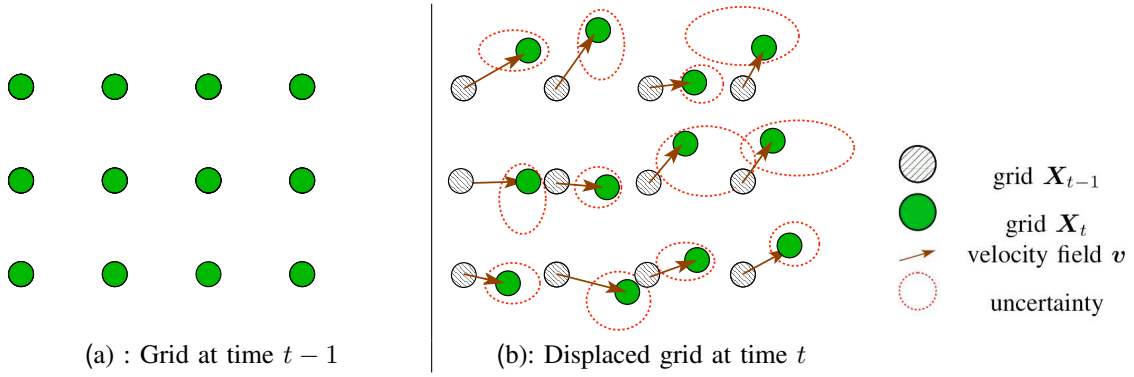 grid X_{t−1}
grid X_t
velocity field v
uncertainty
(a) : Grid at time t − 1
(b): Displaced grid at time t